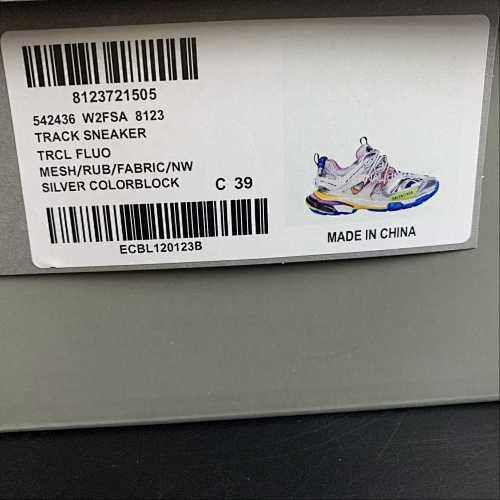 8123721505
542436 W2FSA 8123
TRACK SNEAKER
TRCL FLUO
MESH/RUB/FABRIC/NW
SILVER COLORBLOCK C 39
ECBL120123B
MADE IN CHINA